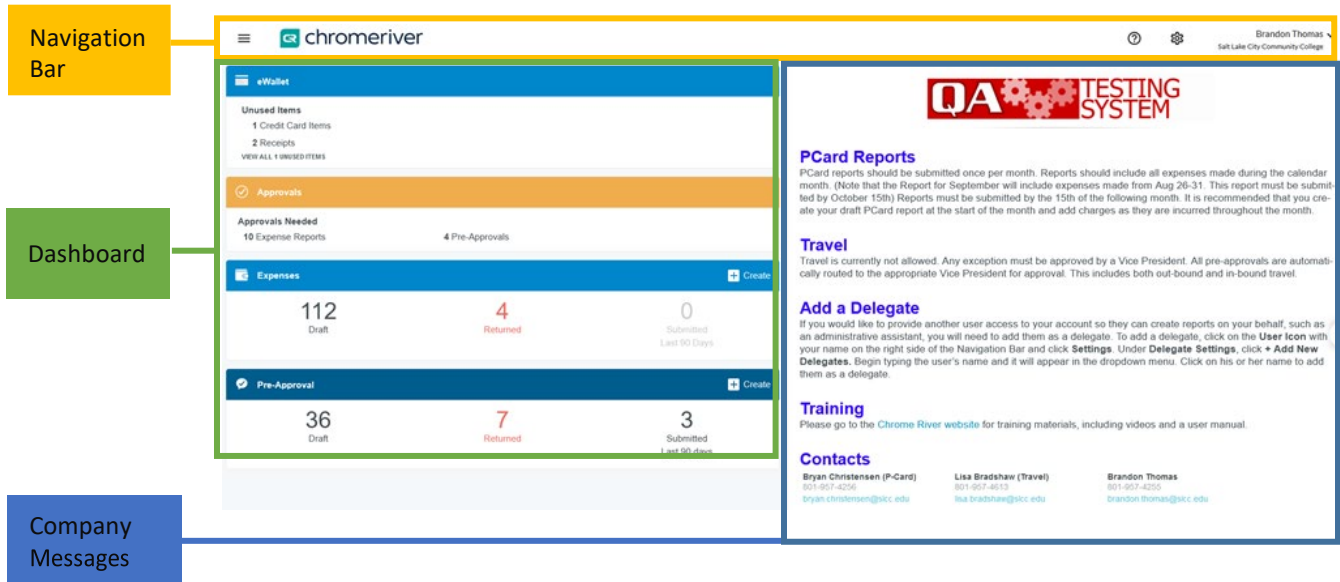 Navigation
Bar
chromeriver
Brandon Thomas
Salt Lake City Community College
eWallet
Unused Items
1 Credit Card Items
2 Receipts
VIEW ALL 1 UNUSED ITEMS
Approvals
Approvals Needed
10 Expense Reports 4 Pre-Approvals
Dashboard
Expenses + Create
112 4 0
Draft Returned Submitted
Last 90 Days
Pre-Approval + Create
36 7 3
Draft Returned Submitted
Last 90 days
Company
Messages
QA TESTING
SYSTEM
PCard Reports
PCard reports should be submitted once per month. Reports should include all expenses made during the calendar
month. (Note that the Report for September will include expenses made from Aug 26-31. This report must be submit-
ted by October 15th) Reports must be submitted by the 15th of the following month. It is recommended that you cre-
ate your draft PCard report at the start of the month and add charges as they are incurred throughout the month.
Travel
Travel is currently not allowed. Any exception must be approved by a Vice President. All pre-approvals are automati-
cally routed to the appropriate Vice President for approval. This includes both out-bound and in-bound travel.
Add a Delegate
If you would like to provide another user access to your account so they can create reports on your behalf, such as
an administrative assistant, you will need to add them as a delegate. To add a delegate, click on the User Icon with
your name on the right side of the Navigation Bar and click Settings. Under Delegate Settings, click + Add New
Delegates. Begin typing the user's name and it will appear in the dropdown menu. Click on his or her name to add
them as a delegate.
Training
Please go to the Chrome River website for training materials, including videos and a user manual.
Contacts
Bryan Christensen (P-Card) Lisa Bradshaw (Travel) Brandon Thomas
801-957-4256 801-957-4613 801-957-4255
bryan.christensen@slcc.edu lisa.bradshaw@slcc.edu brandon.thomas@slcc.edu